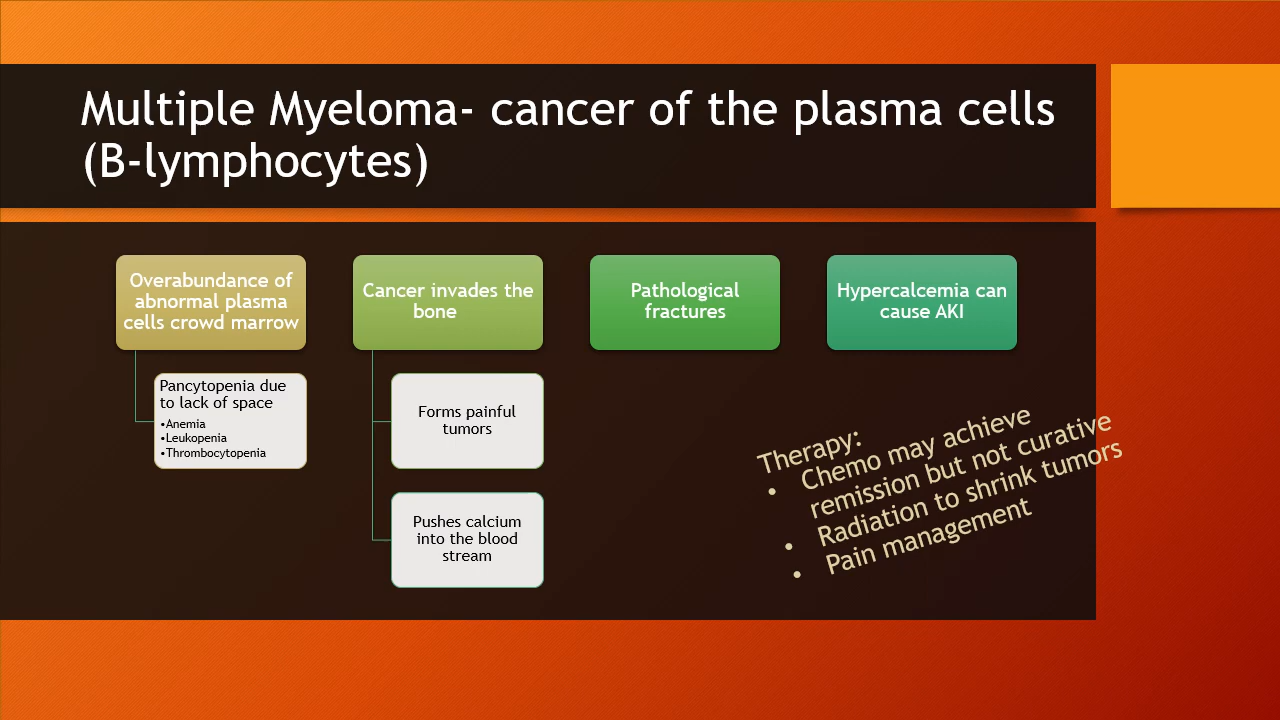 Multiple Myeloma- cancer of the plasma cells
(B-lymphocytes)
Overabundance of
abnormal plasma
cells crowd marrow
Pancytopenia due
to lack of space
•Anemia
•Leukopenia
•Thrombocytopenia
Cancer invades the
bone
Forms painful
tumors
Pushes calcium
into the blood
stream
Pathological
fractures
Hypercalcemia can
cause AKI
Therapy:
• Chemo may achieve
remission but not curative
• Radiation to shrink tumors
• Pain management